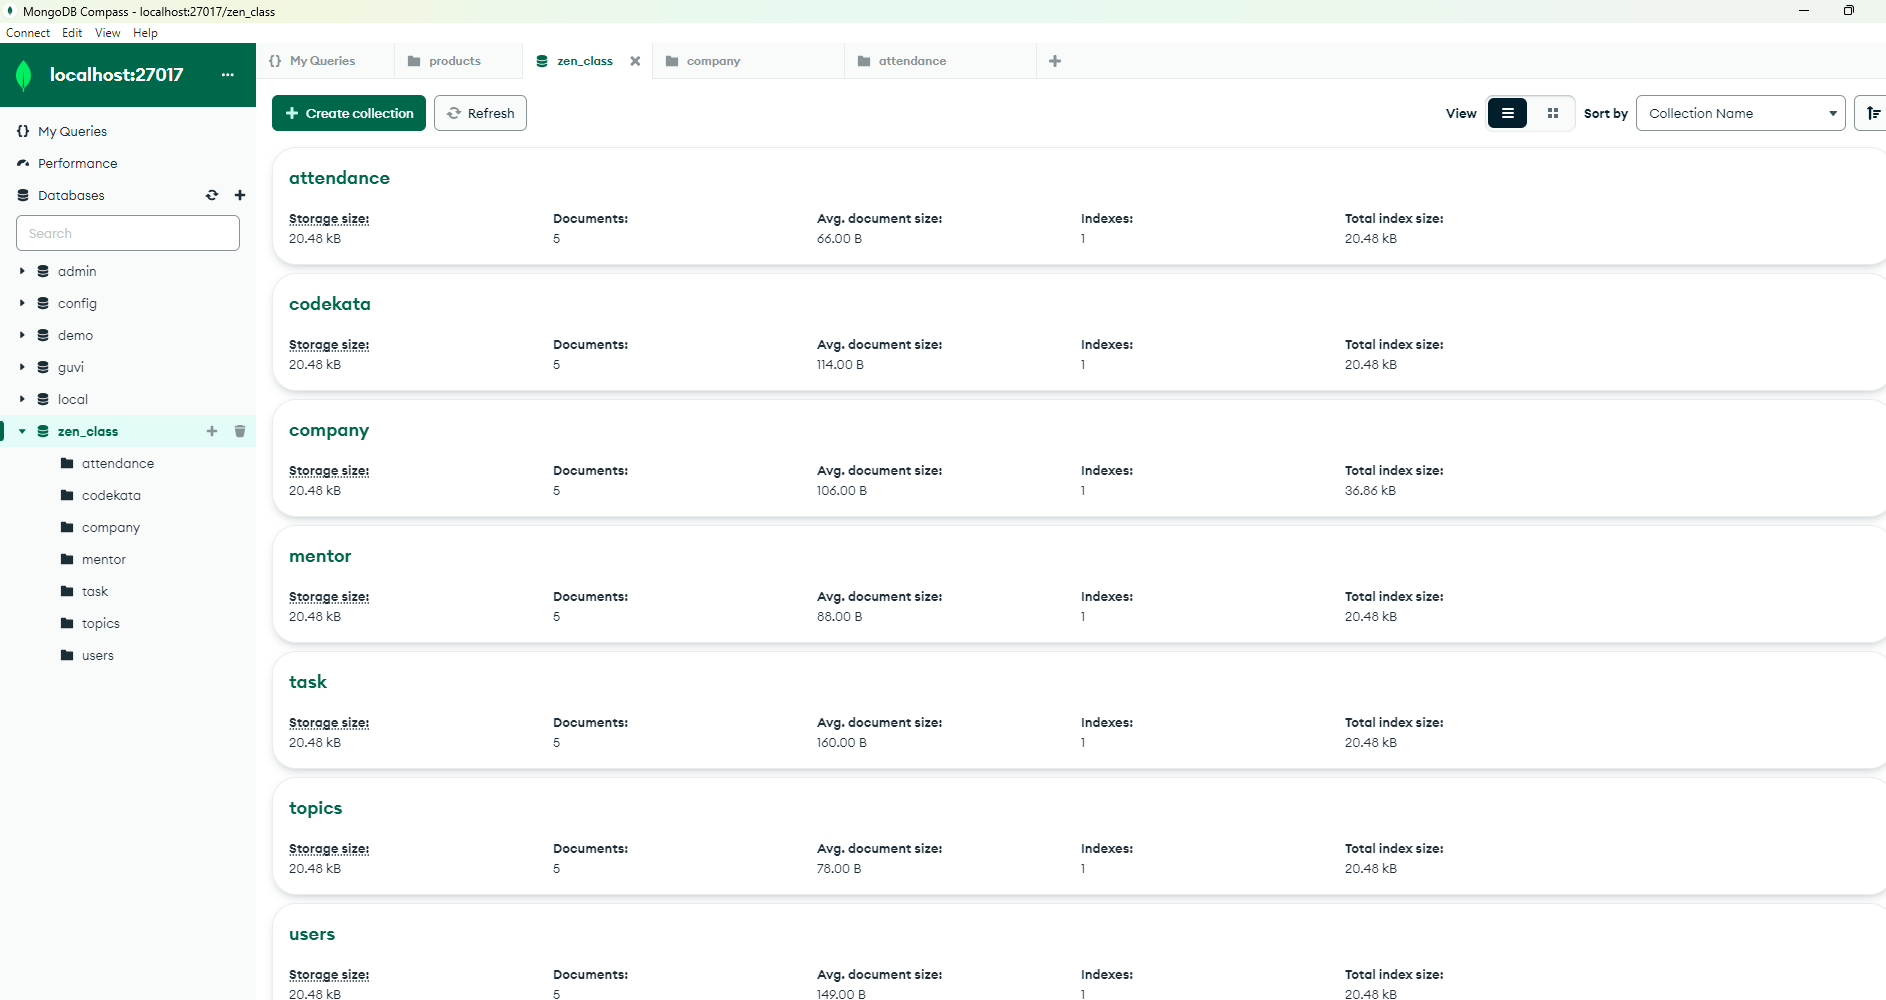 MongoDB Compass - localhost:27017/zen_class
Connect Edit View Help
localhost:27017 ...
My Queries
Performance
Databases
Search
admin
config
demo
guvi
local
zen_class
attendance
codekata
company
mentor
task
topics
users
{} My Queries products zen_class company attendance
Create collection Refresh View Sort by Collection Name
attendance
Storage size: Documents: Avg. document size: Indexes: Total index size:
20.48 kB 5 66.00 B 1 20.48 kB
codekata
Storage size: Documents: Avg. document size: Indexes: Total index size:
20.48 kB 5 114.00 B 1 20.48 kB
company
Storage size: Documents: Avg. document size: Indexes: Total index size:
20.48 kB 5 106.00 B 1 36.86 kB
mentor
Storage size: Documents: Avg. document size: Indexes: Total index size:
20.48 kB 5 88.00 B 1 20.48 kB
task
Storage size: Documents: Avg. document size: Indexes: Total index size:
20.48 kB 5 160.00 B 1 20.48 kB
topics
Storage size: Documents: Avg. document size: Indexes: Total index size:
20.48 kB 5 78.00 B 1 20.48 kB
users
Storage size: Documents: Avg. document size: Indexes: Total index size:
20.48 kB 5 149.00 B 1 20.48 kB